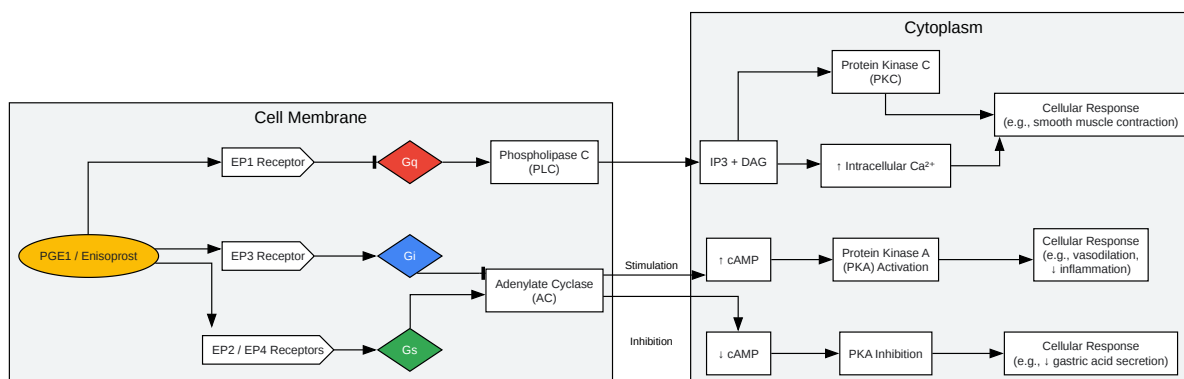 Cell Membrane
PGE1 / Enisoprost
EP1 Receptor
Gq
Phospholipase C
(PLC)
EP3 Receptor
Gi
Adenylate Cyclase
(AC)
EP2 / EP4 Receptors
Gs
Stimulation
Inhibition
Cytoplasm
Protein Kinase C
(PKC)
IP3 + DAG
↑ Intracellular Ca²⁺
Cellular Response
(e.g., smooth muscle contraction)
↑ cAMP
Protein Kinase A
(PKA) Activation
Cellular Response
(e.g., vasodilation,
↓ inflammation)
↓ cAMP
PKA Inhibition
Cellular Response
(e.g., ↓ gastric acid secretion)